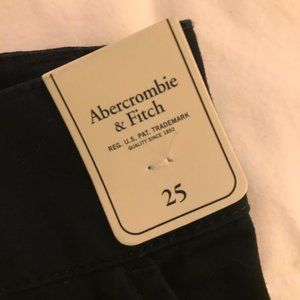 Abercrombie
& Fitch
REG. U.S. PAT. TRADEMARK
QUALITY SINCE 1892
25